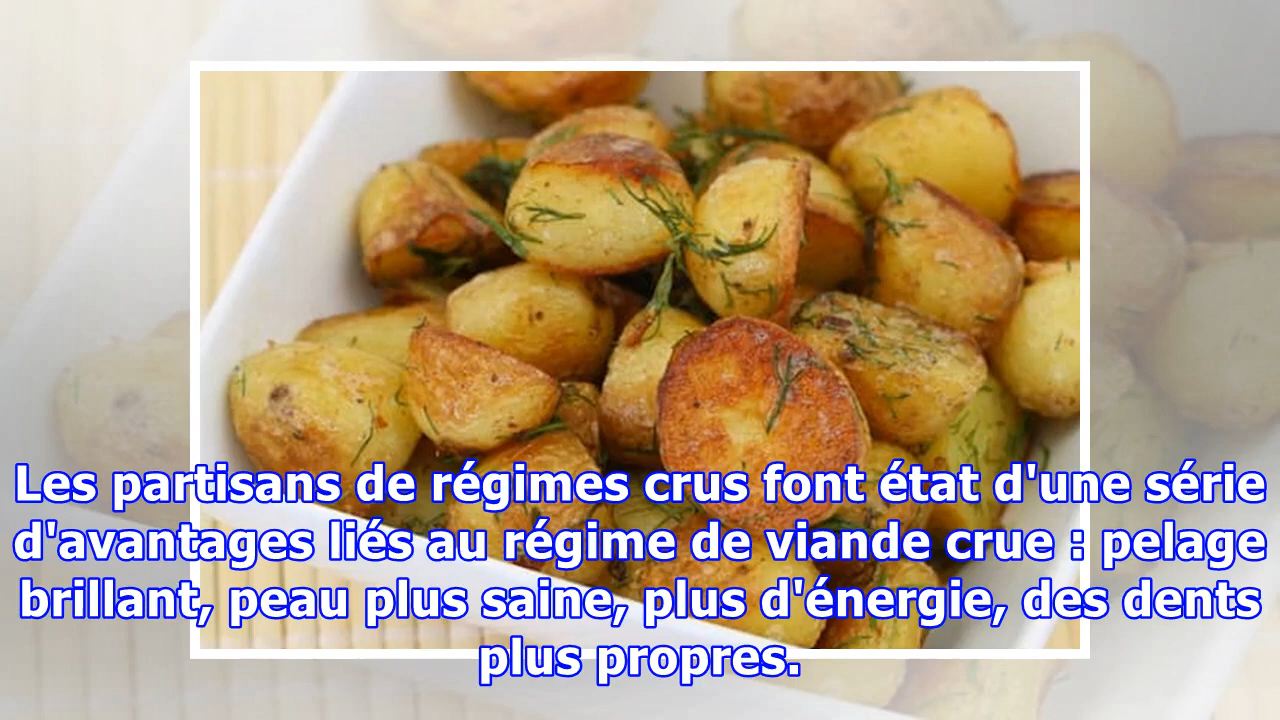 Les partisans de régimes crus font état d'une série
d'avantages liés au régime de viande crue : pelage
brillant, peau plus saine, plus d'énergie, des dents
plus propres.